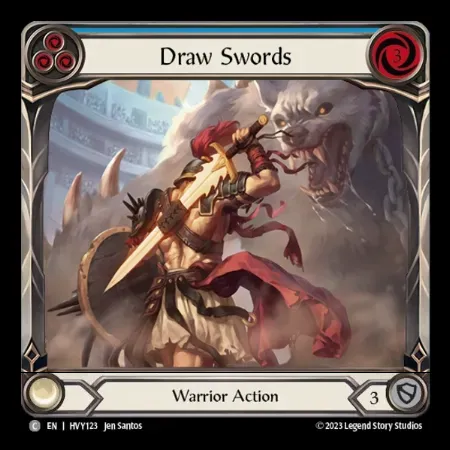 Draw Swords
3
Warrior Action
3
C EN | HVY123 Jen Santos
© 2023 Legend Story Studios